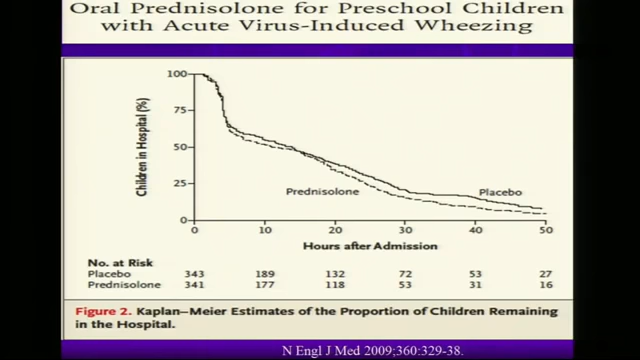 Oral Prednisolone for Preschool Children
with Acute Virus-Induced Wheezing
Children in Hospital (%)
100
75
50
25
0
Prednisolone
Placebo
0 10 20 30 40 50
Hours after Admission
No. at Risk
Placebo 343 189 132 72 53 27
Prednisolone 341 177 118 53 31 16
Figure 2. Kaplan–Meier Estimates of the Proportion of Children Remaining
in the Hospital.
N Engl J Med 2009;360:329-38.